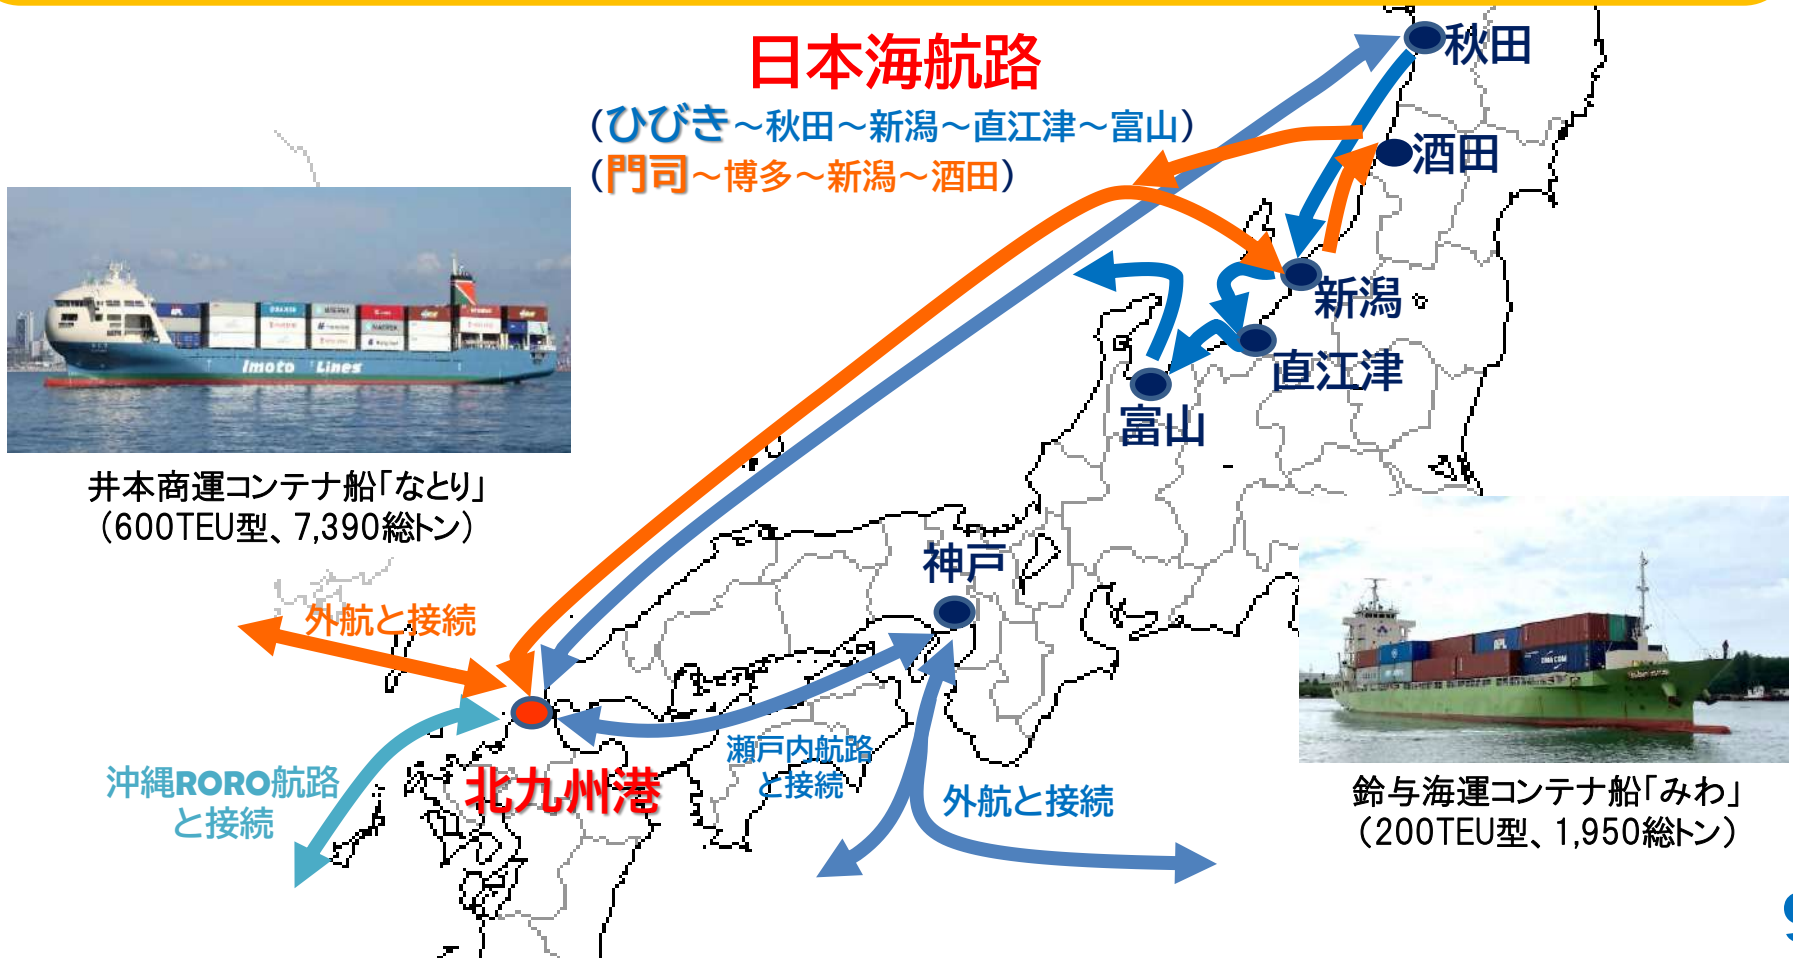 日本海航路
（ひびき～秋田～新潟～直江津～富山）
（門司～博多～新潟～酒田）
秋田
酒田
新潟
直江津
富山
Imoto Lines
井本商運コンテナ船「なとり」
（600TEU型、7,390総トン）
神戸
外航と接続
瀬戸内航路
と接続
北九州港
沖縄RORO航路
と接続
外航と接続
鈴与海運コンテナ船「みわ」
（200TEU型、1,950総トン）